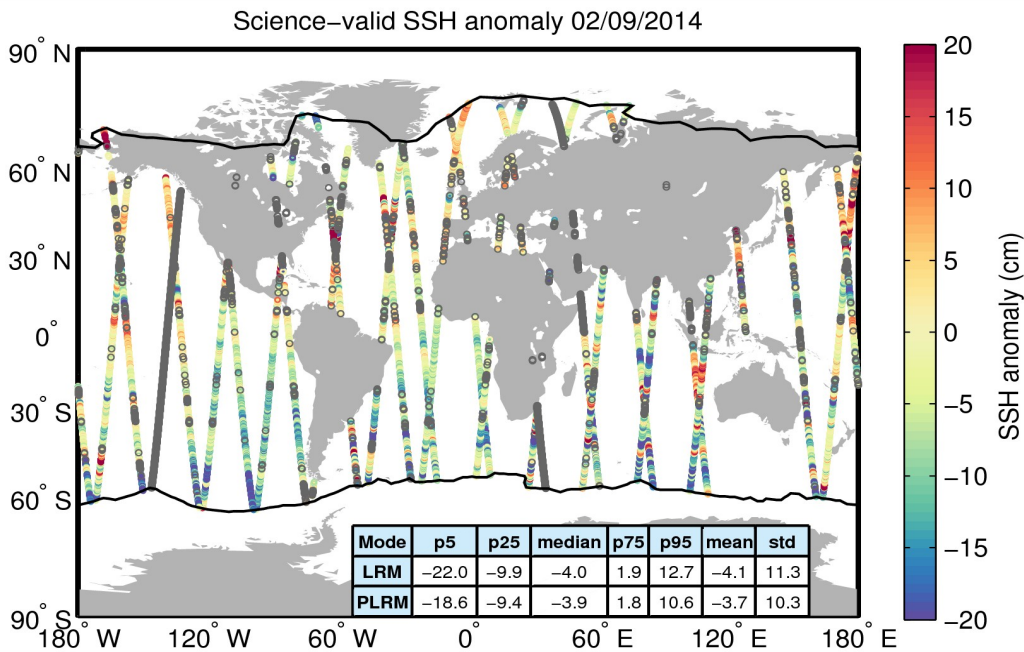 Science−valid SSH anomaly 02/09/2014
90° N
60° N
30° N
0°
30° S
60° S
90° S
180° W
120° W
60° W
0°
60° E
120° E
180° E
Mode p5 p25 median p75 p95 mean std
LRM −22.0 −9.9 −4.0 1.9 12.7 −4.1 11.3
PLRM −18.6 −9.4 −3.9 1.8 10.6 −3.7 10.3
20
15
10
5
0
−5
−10
−15
−20
SSH anomaly (cm)